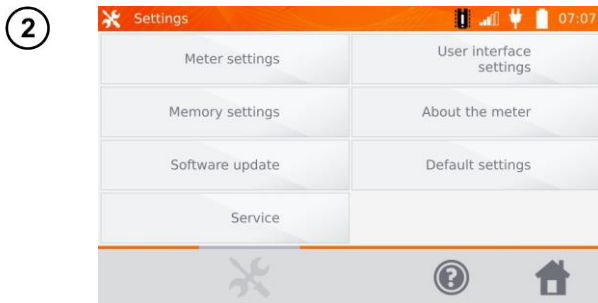 2
Settings
07:07
Meter settings
User interface
settings
Memory settings
About the meter
Software update
Default settings
Service
?